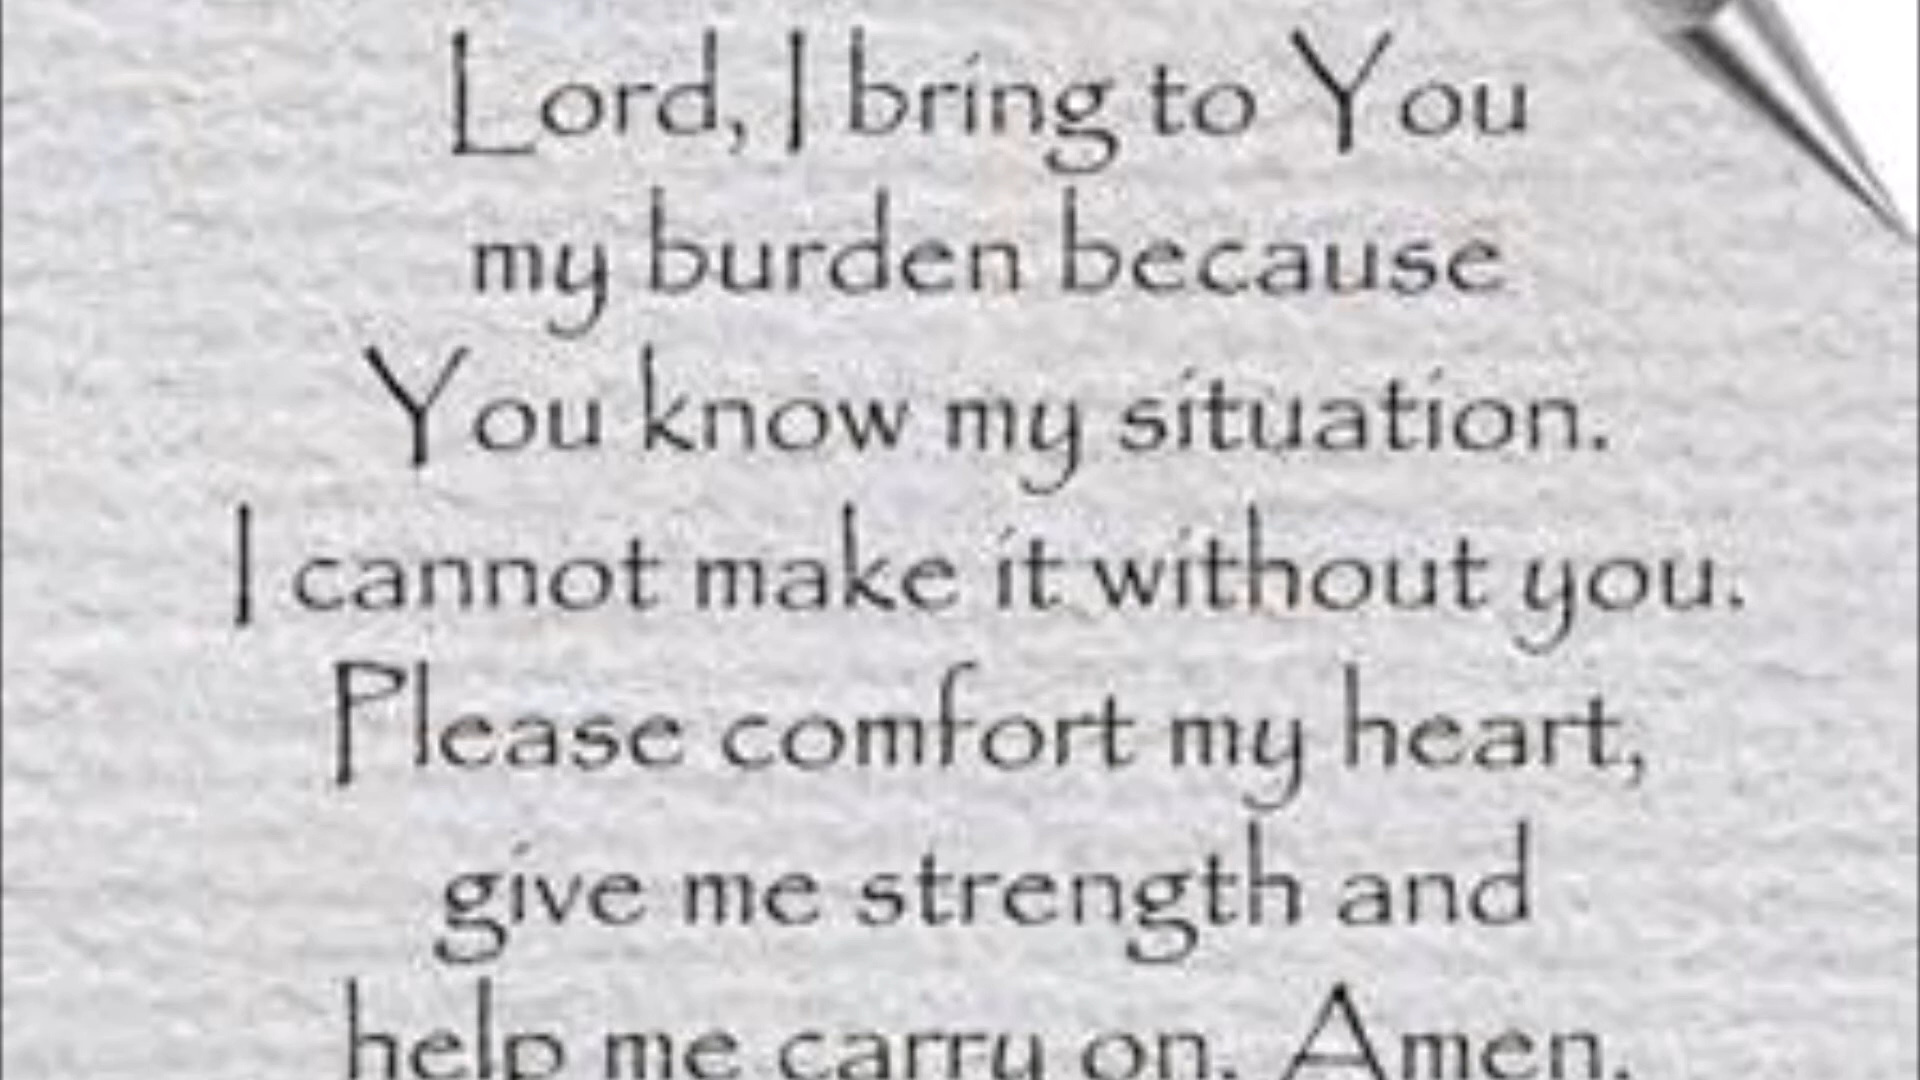 Lord, I bring to You
my burden because
You know my situation.
I cannot make it without you.
Please comfort my heart,
give me strength and
help me carry on. Amen.